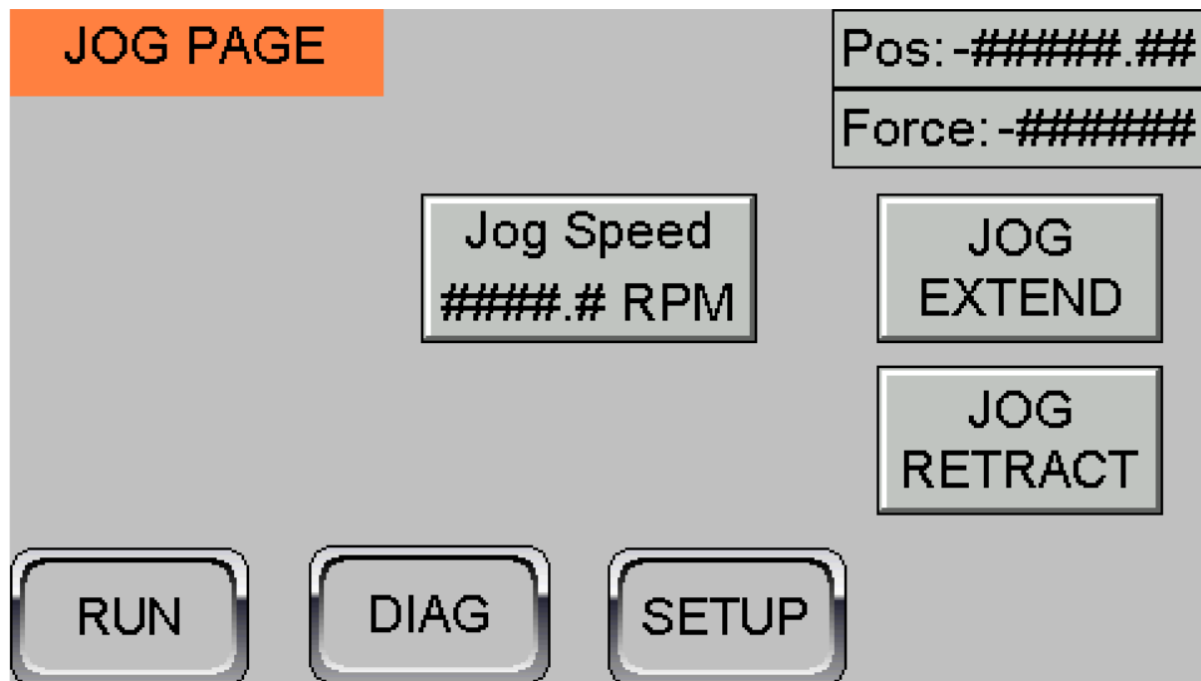 JOG PAGE
Pos: -#####.##
Force: -######
Jog Speed
####.# RPM
JOG
EXTEND
JOG
RETRACT
RUN
DIAG
SETUP